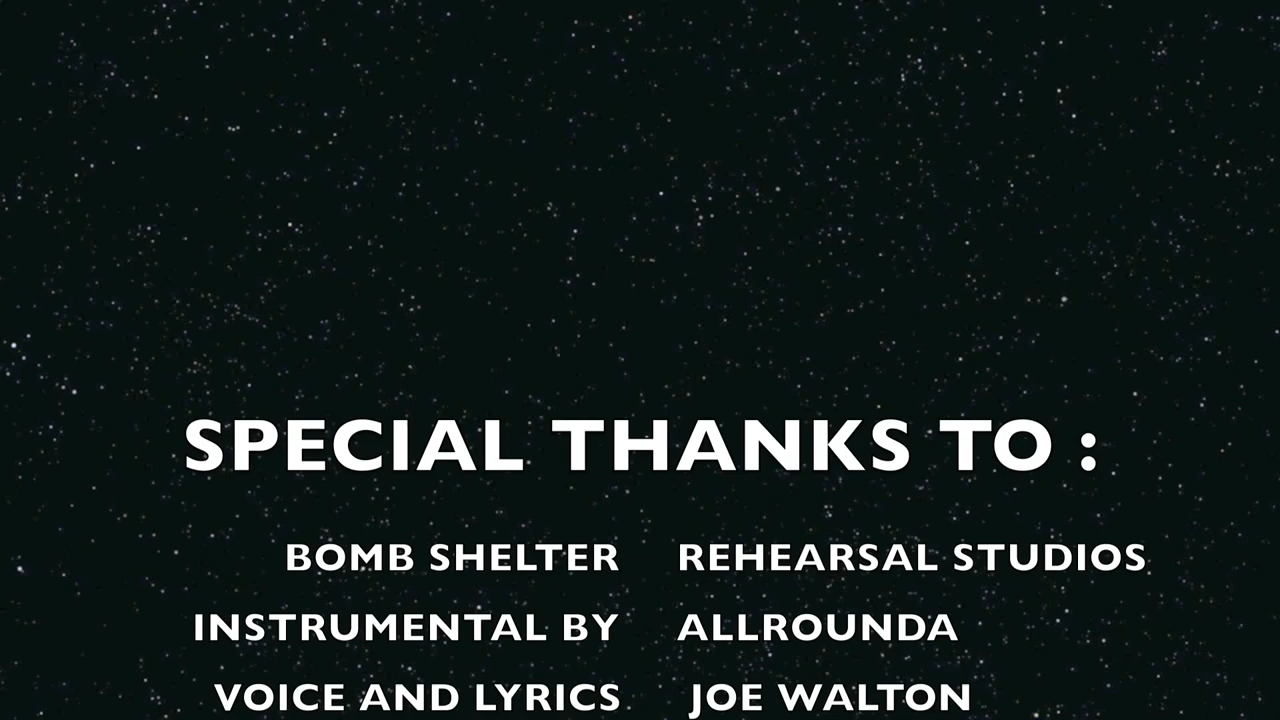 SPECIAL THANKS TO :
BOMB SHELTER REHEARSAL STUDIOS
INSTRUMENTAL BY ALLROUNDA
VOICE AND LYRICS JOE WALTON